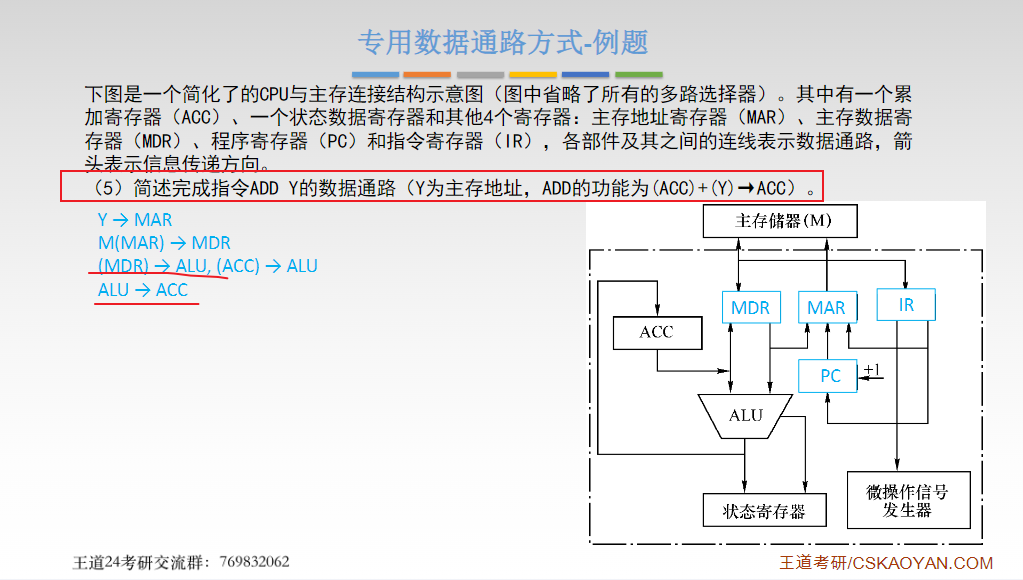 专用数据通路方式-例题
下图是一个简化了的CPU与主存连接结构示意图（图中省略了所有的多路选择器）。其中有一个累
加寄存器（ACC）、一个状态数据寄存器和其他4个寄存器：主存地址寄存器（MAR）、主存数据寄
存器（MDR）、程序寄存器（PC）和指令寄存器（IR），各部件及其之间的连线表示数据通路，箭
头表示信息传递方向。
（5）简述完成指令ADD Y的数据通路（Y为主存地址，ADD的功能为(ACC)+(Y)→ACC）。
Y → MAR
M(MAR) → MDR
(MDR) → ALU, (ACC) → ALU
ALU → ACC
主存储器(M)
MDR
MAR
IR
ACC
PC
+1
ALU
状态寄存器
微操作信号
发生器
王道24考研交流群：769832062
王道考研/CSKAOYAN.COM